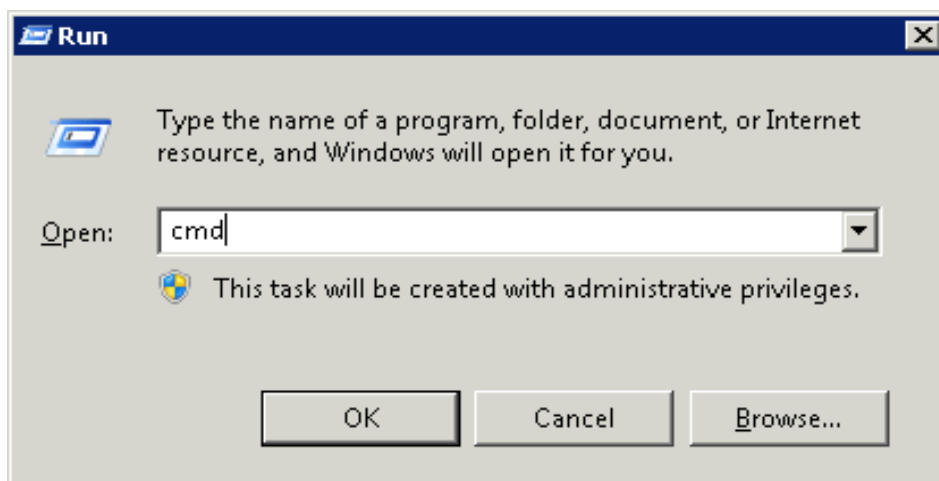 Run
Type the name of a program, folder, document, or Internet
resource, and Windows will open it for you.
Open: cmd
This task will be created with administrative privileges.
OK Cancel Browse...